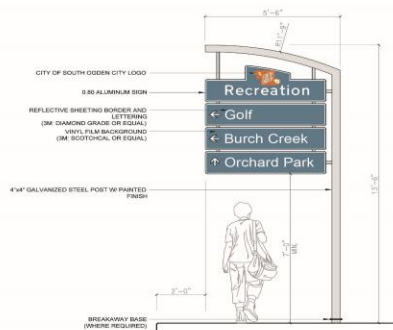 5'-6"
R11'-9"
CITY OF SOUTH OGDEN CITY LOGO
0.80 ALUMINUM SIGN
Recreation
REFLECTIVE SHEETING BORDER AND
LETTERING
(3M: DIAMOND GRADE OR EQUAL)
← Golf
VINYL FILM BACKGROUND
(3M: SCOTCHCAL OR EQUAL)
← Burch Creek
↑ Orchard Park
4"x4" GALVANIZED STEEL POST W/ PAINTED
FINISH
13'-6"
7'-0"
MIN.
2'-0"
BREAKAWAY BASE
(WHERE REQUIRED)